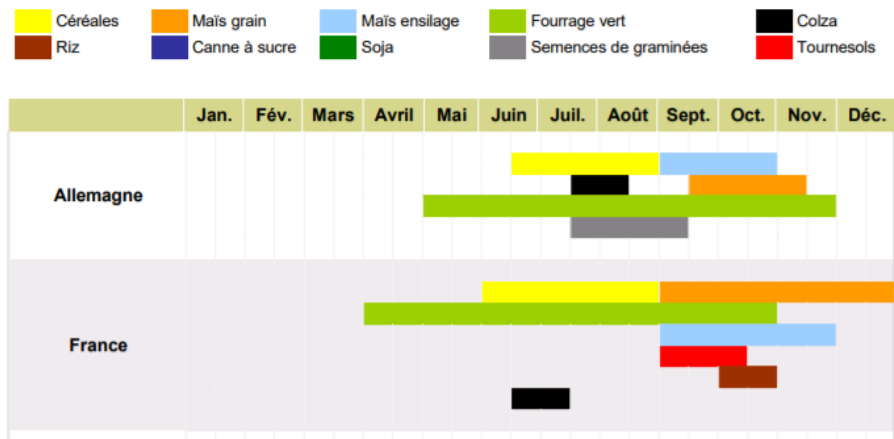 Céréales Maïs grain Maïs ensilage Fourrage vert Colza
Riz Canne à sucre Soja Semences de graminées Tournesols
Jan. Fév. Mars Avril Mai Juin Juil. Août Sept. Oct. Nov. Déc.
Allemagne
France